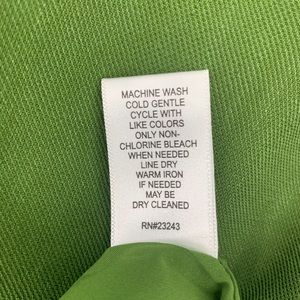 MACHINE WASH
COLD GENTLE
CYCLE WITH
LIKE COLORS
ONLY NON-
CHLORINE BLEACH
WHEN NEEDED
LINE DRY
WARM IRON
IF NEEDED
MAY BE
DRY CLEANED
RN#23243